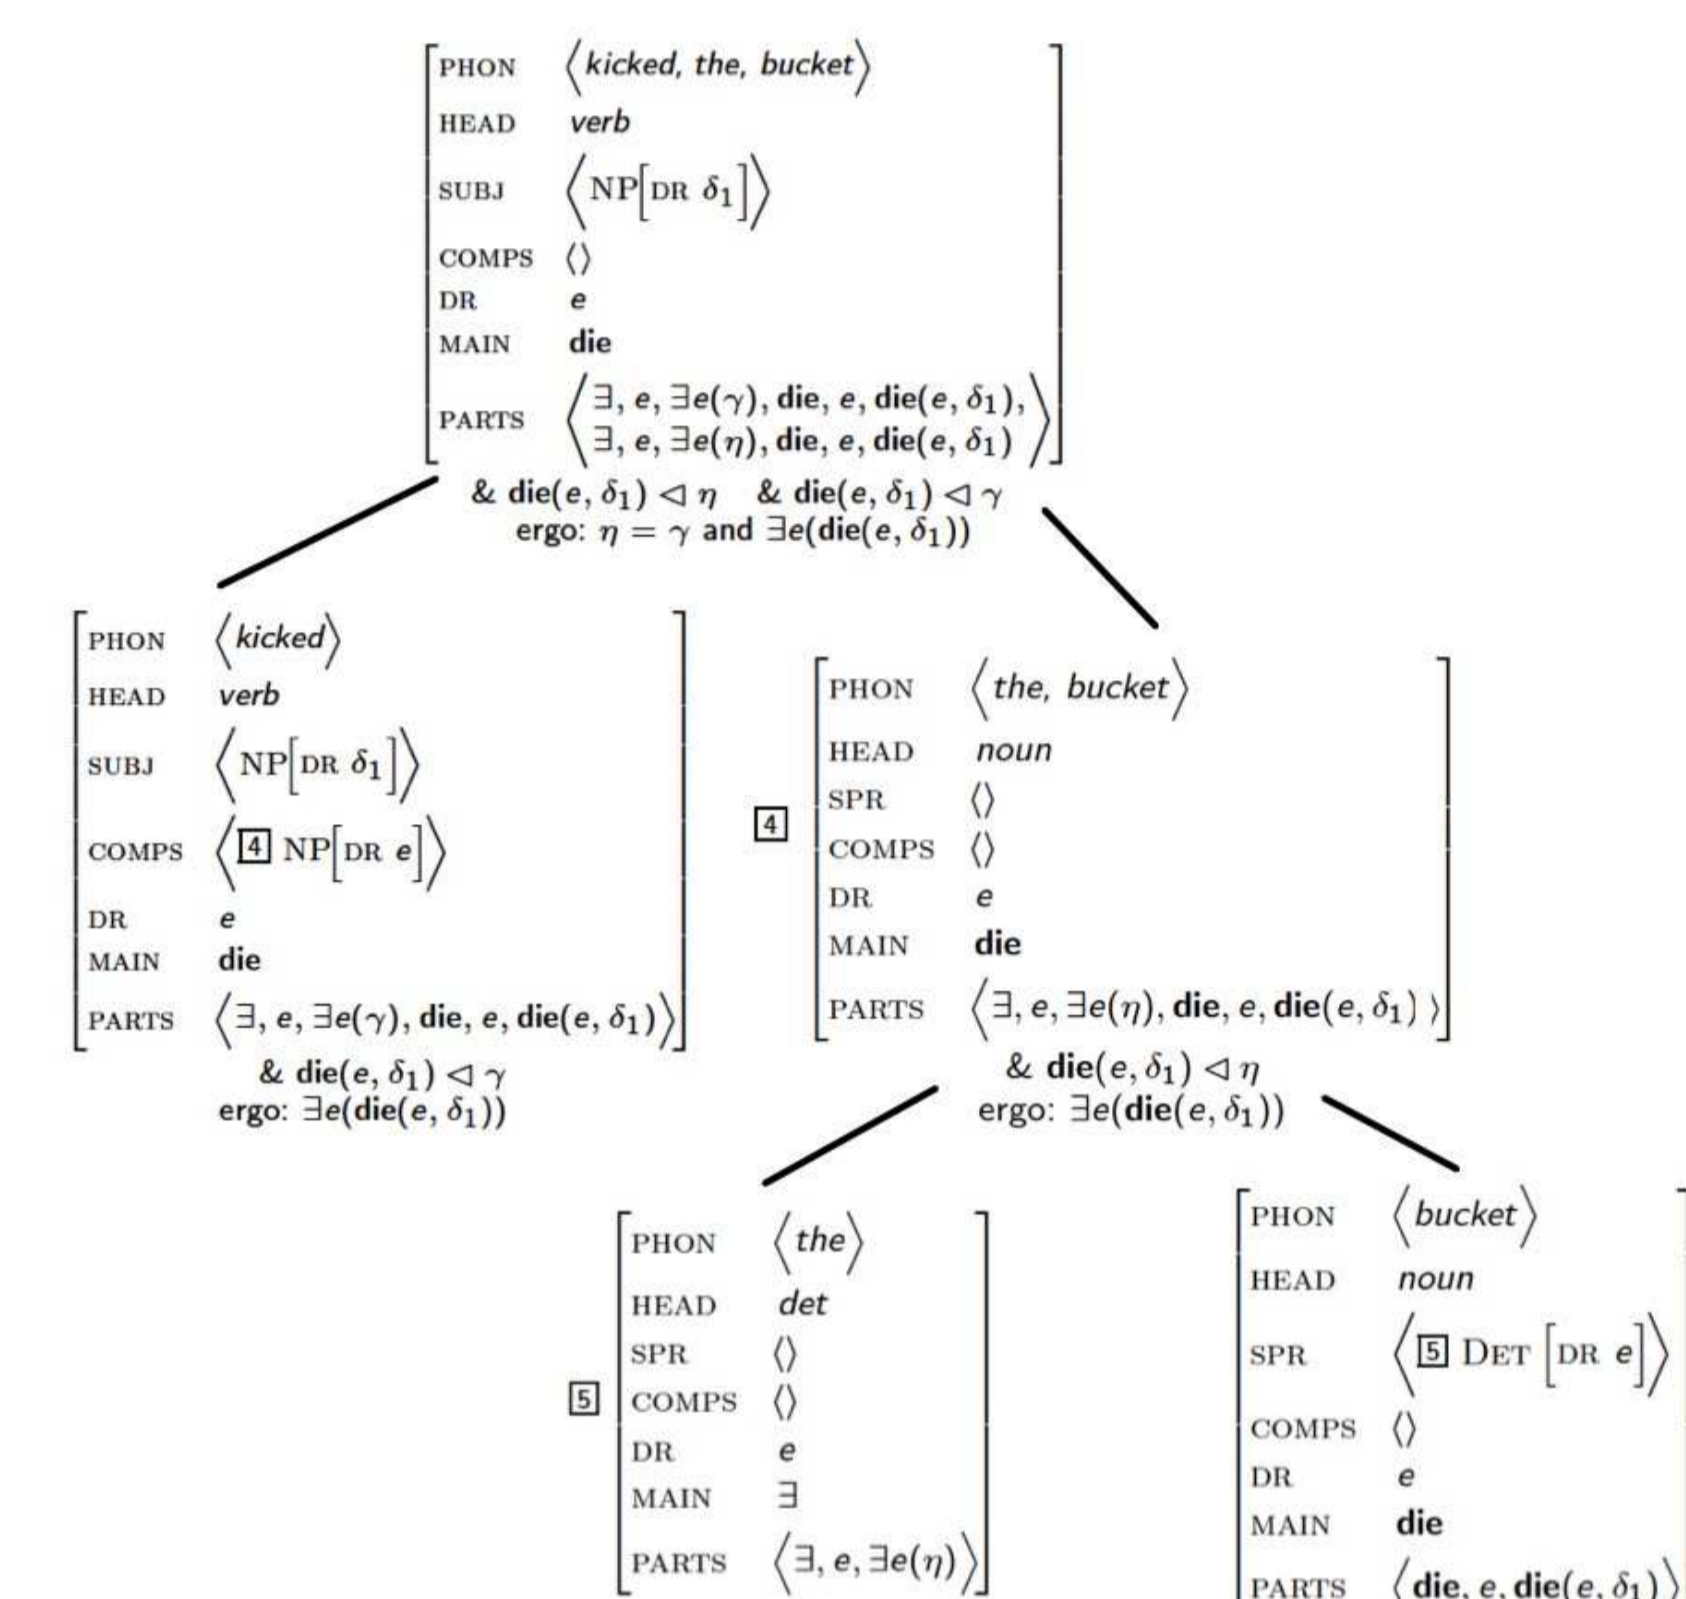 PHON ⟨kicked, the, bucket⟩
HEAD verb
SUBJ ⟨NP[DR δ₁]⟩
COMPS ⟨⟩
DR e
MAIN die
PARTS ⟨∃, e, ∃e(γ), die, e, die(e, δ₁),
∃, e, ∃e(η), die, e, die(e, δ₁)⟩
& die(e, δ₁) ◁ η & die(e, δ₁) ◁ γ
ergo: η = γ and ∃e(die(e, δ₁))
PHON ⟨kicked⟩
HEAD verb
SUBJ ⟨NP[DR δ₁]⟩
COMPS ⟨4 NP[DR e]⟩
DR e
MAIN die
PARTS ⟨∃, e, ∃e(γ), die, e, die(e, δ₁)⟩
& die(e, δ₁) ◁ γ
ergo: ∃e(die(e, δ₁))
4
PHON ⟨the, bucket⟩
HEAD noun
SPR ⟨⟩
COMPS ⟨⟩
DR e
MAIN die
PARTS ⟨∃, e, ∃e(η), die, e, die(e, δ₁)⟩
& die(e, δ₁) ◁ η
ergo: ∃e(die(e, δ₁))
5
PHON ⟨the⟩
HEAD det
SPR ⟨⟩
COMPS ⟨⟩
DR e
MAIN ∃
PARTS ⟨∃, e, ∃e(η)⟩
PHON ⟨bucket⟩
HEAD noun
SPR ⟨5 DET [DR e]⟩
COMPS ⟨⟩
DR e
MAIN die
PARTS ⟨die, e, die(e, δ₁)⟩